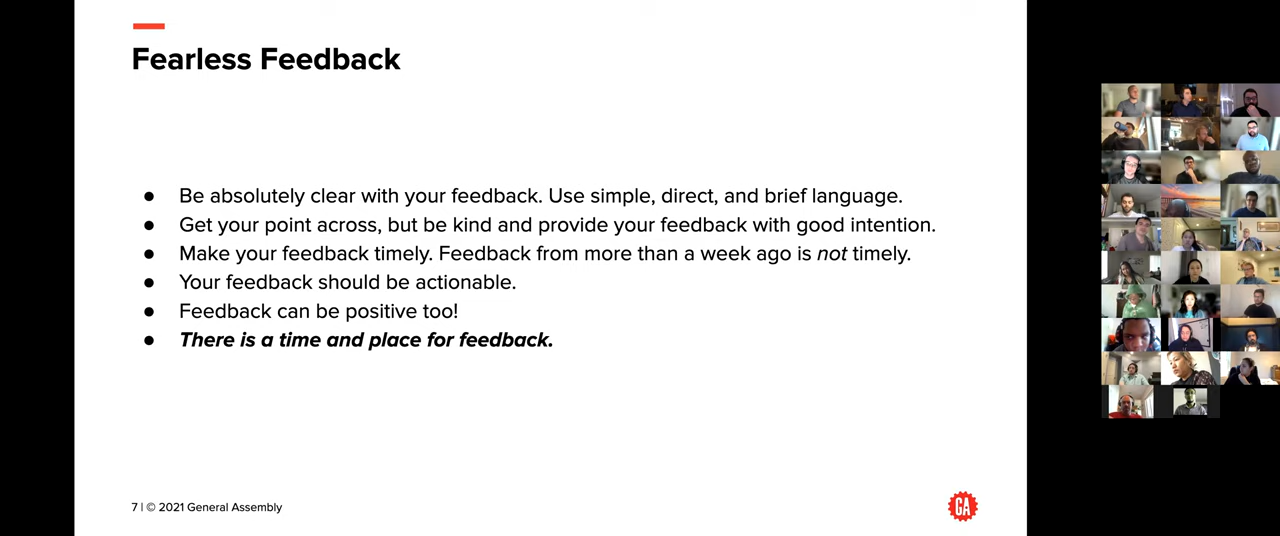 Fearless Feedback
● Be absolutely clear with your feedback. Use simple, direct, and brief language.
● Get your point across, but be kind and provide your feedback with good intention.
● Make your feedback timely. Feedback from more than a week ago is not timely.
● Your feedback should be actionable.
● Feedback can be positive too!
● There is a time and place for feedback.
7 | © 2021 General Assembly
GA